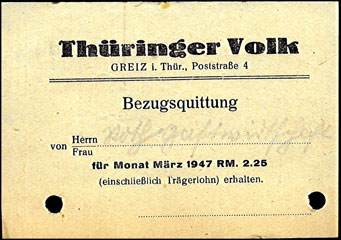 Thüringer Volk
GREIZ i. Thür., Poststraße 4
Bezugsquittung
von Herrn
Frau
für Monat März 1947 RM. 2.25
(einschließlich Trägerlohn) erhalten.